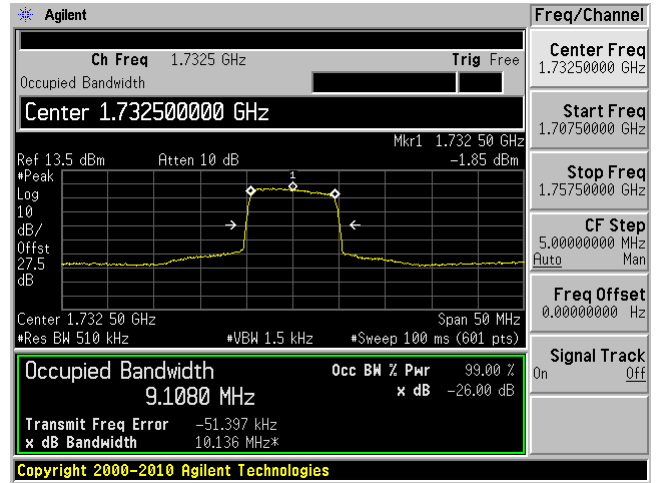 Agilent
Freq/Channel
Ch Freq 1.7325 GHz Trig Free
Occupied Bandwidth
Center 1.732500000 GHz
Mkr1 1.732 50 GHz
Ref 13.5 dBm Atten 10 dB -1.85 dBm
#Peak
Log
10
dB/
Offst
27.5
dB
1
Center 1.732 50 GHz Span 50 MHz
#Res BW 510 kHz #VBW 1.5 kHz #Sweep 100 ms (601 pts)
Occupied Bandwidth
9.1080 MHz
Occ BW % Pwr 99.00 %
x dB -26.00 dB
Transmit Freq Error -51.397 kHz
x dB Bandwidth 10.136 MHz*
Copyright 2000-2010 Agilent Technologies
Center Freq
1.73250000 GHz
Start Freq
1.70750000 GHz
Stop Freq
1.75750000 GHz
CF Step
5.00000000 MHz
Auto Man
Freq Offset
0.00000000 Hz
Signal Track
On Off